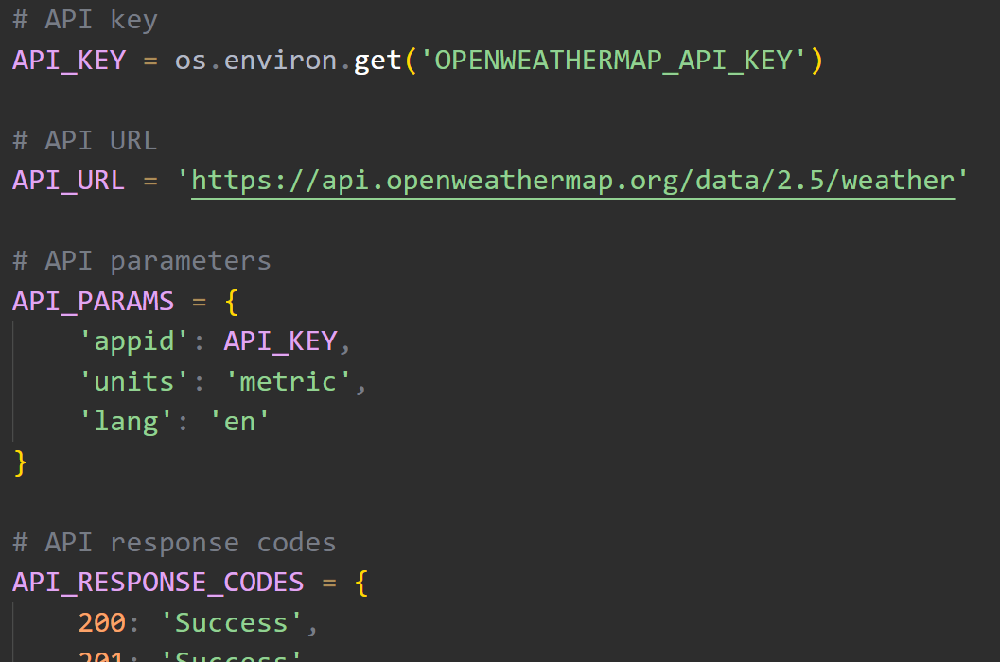 # API key
API_KEY = os.environ.get('OPENWEATHERMAP_API_KEY')
# API URL
API_URL = 'https://api.openweathermap.org/data/2.5/weather'
# API parameters
API_PARAMS = {
    'appid': API_KEY,
    'units': 'metric',
    'lang': 'en'
}
# API response codes
API_RESPONSE_CODES = {
    200: 'Success',
    201: 'Success'